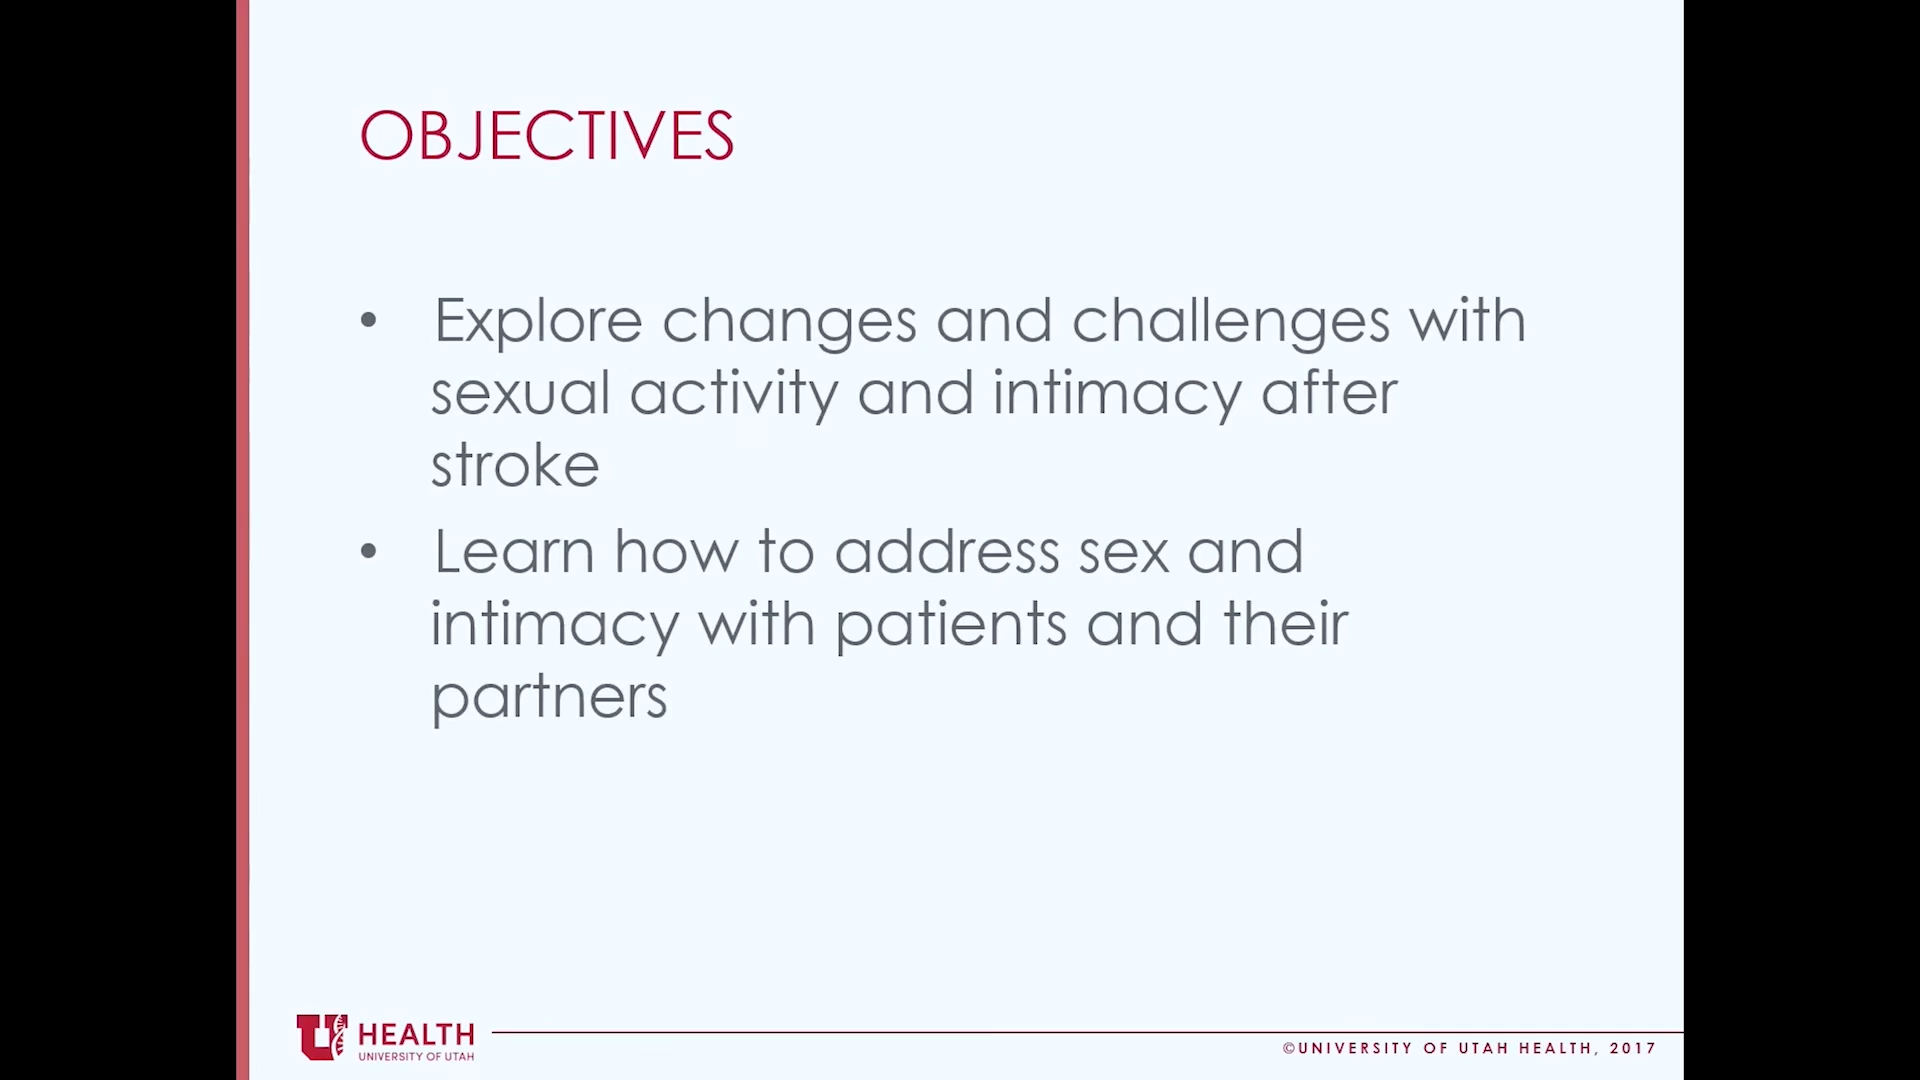 OBJECTIVES
• Explore changes and challenges with
sexual activity and intimacy after
stroke
• Learn how to address sex and
intimacy with patients and their
partners
U HEALTH
UNIVERSITY OF UTAH
©UNIVERSITY OF UTAH HEALTH, 2017